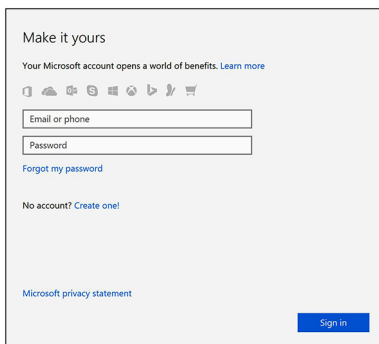 Make it yours
Your Microsoft account opens a world of benefits. Learn more
Email or phone
Password
Forgot my password
No account? Create one!
Microsoft privacy statement
Sign in